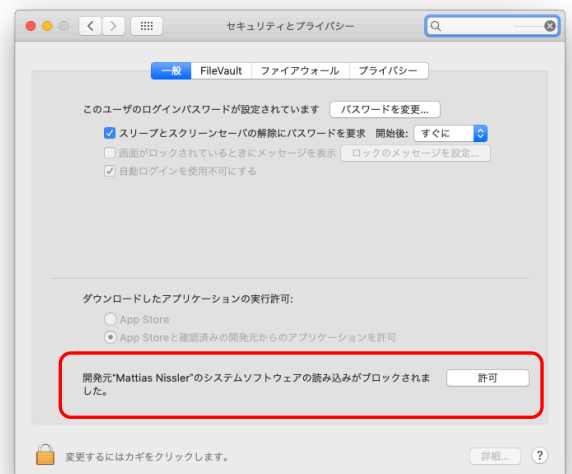 セキュリティとプライバシー
一般 FileVault ファイアウォール プライバシー
このユーザのログインパスワードが設定されています パスワードを変更...
スリープとスクリーンセーバの解除にパスワードを要求 開始後: すぐに
画面がロックされているときにメッセージを表示 ロックのメッセージを設定...
自動ログインを使用不可にする
ダウンロードしたアプリケーションの実行許可:
App Store
App Storeと確認済みの開発元からのアプリケーションを許可
開発元“Mattias Nissler”のシステムソフトウェアの読み込みがブロックされま 許可
した。
変更するにはカギをクリックします。 詳細... ?